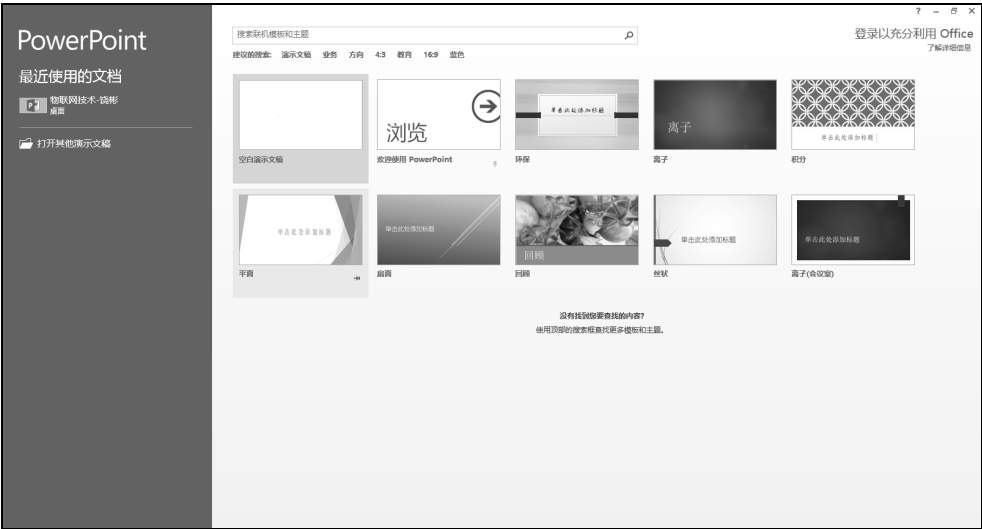 ? – X
PowerPoint
最近使用的文档
物联网技术-饶彬
桌面
打开其他演示文稿
搜索联机模板和主题
登录以充分利用 Office
了解详细信息
建议的搜索: 演示文稿 业务 方向 4:3 教育 16:9 蓝色
浏览
单击此处添加标题
离子
单击此处添加标题
空白演示文稿
欢迎使用 PowerPoint
环保
离子
积分
单击此处添加标题
单击此处添加标题
回顾
单击此处添加标题
单击此处添加标题
平面
扇面
回顾
丝状
离子(会议室)
没有找到您要查找的内容?
使用顶部的搜索框查找更多模板和主题。